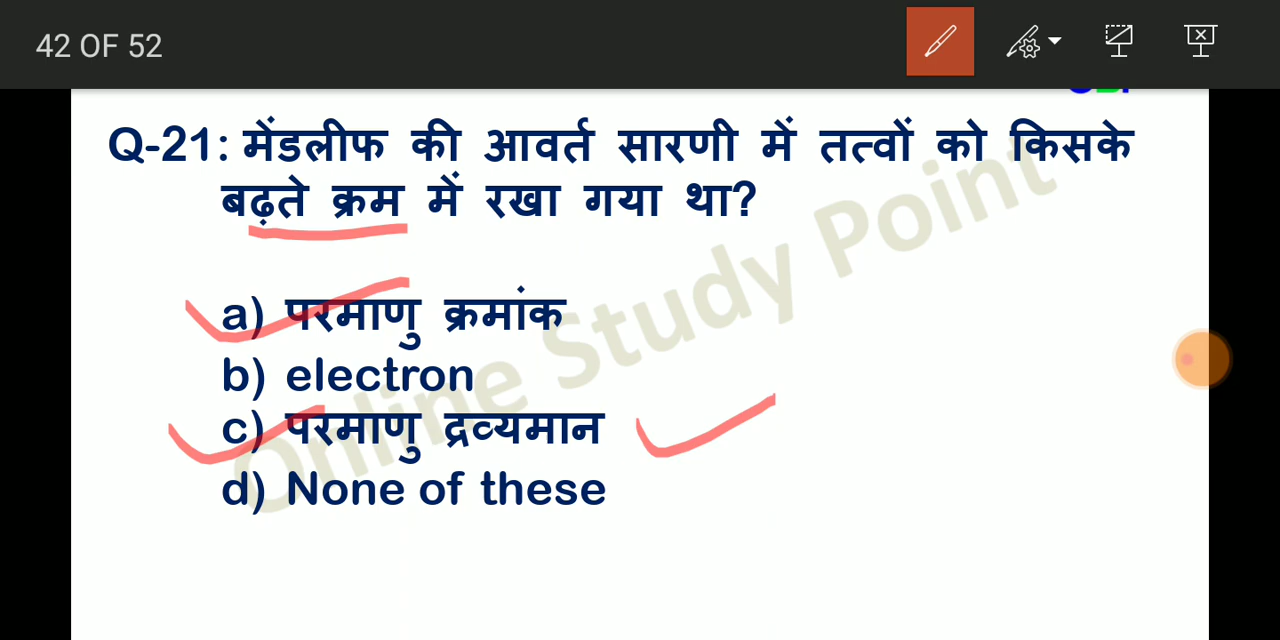 42 OF 52
Q-21: मेंडलीफ की आवर्त सारणी में तत्वों को किसके
बढ़ते क्रम में रखा गया था?
a) परमाणु क्रमांक
b) electron
c) परमाणु द्रव्यमान
d) None of these
Online Study Point